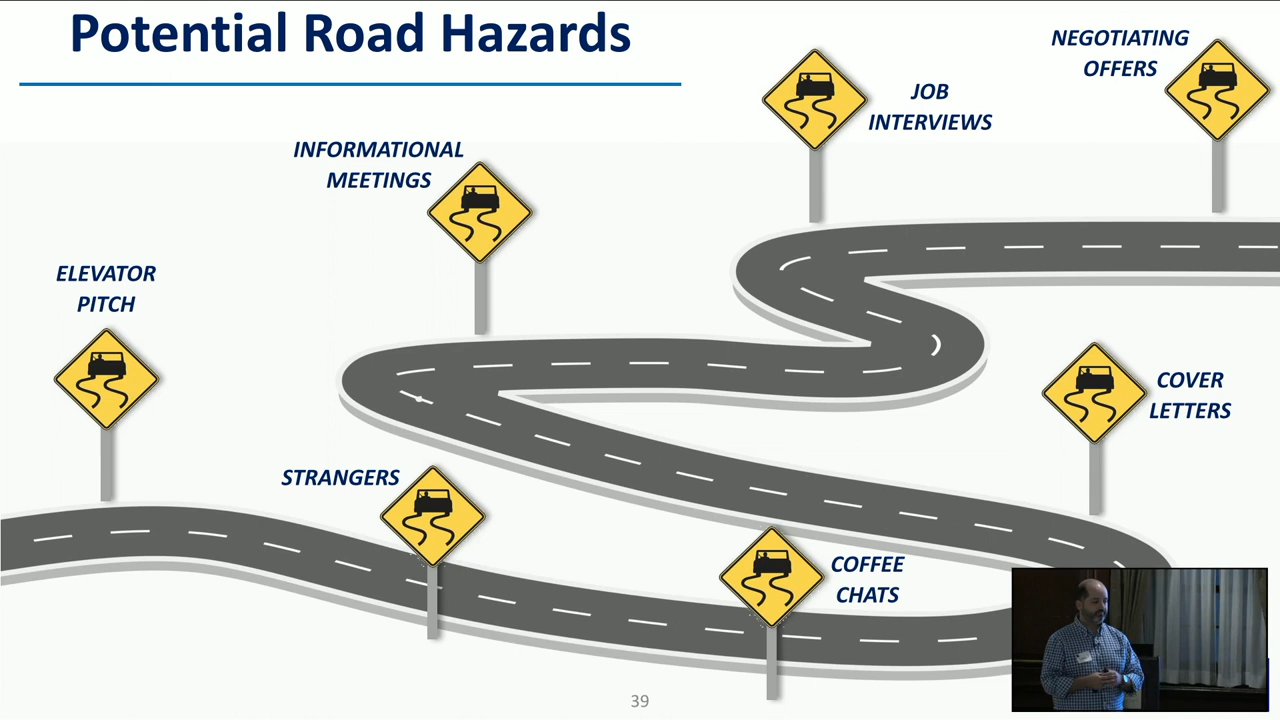 Potential Road Hazards
NEGOTIATING
OFFERS
JOB
INTERVIEWS
INFORMATIONAL
MEETINGS
ELEVATOR
PITCH
COVER
LETTERS
STRANGERS
COFFEE
CHATS
39